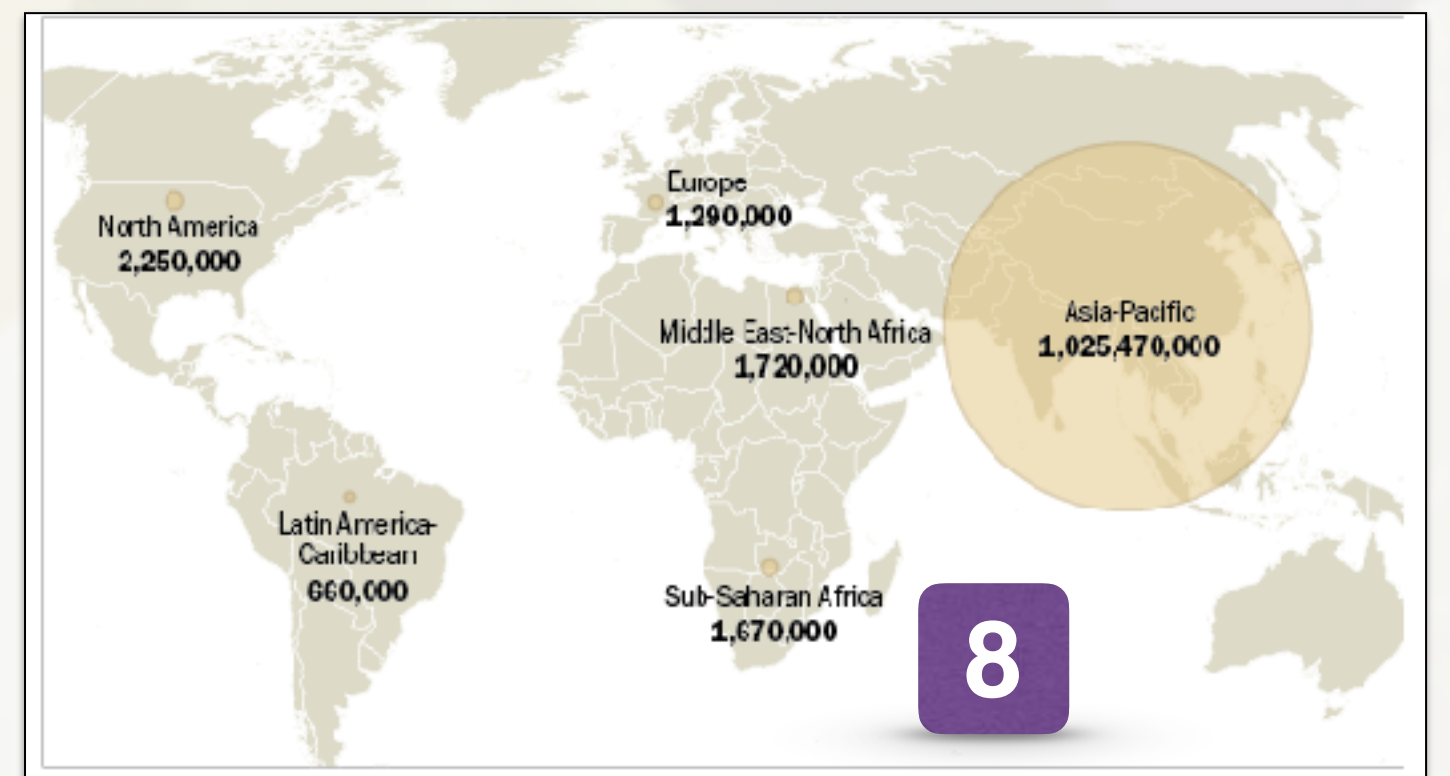 North America
2,250,000
Europe
1,290,000
Middle East-North Africa
1,720,000
Asia-Pacific
1,025,470,000
Latin America-
Caribbean
660,000
Sub-Saharan Africa
1,670,000
8